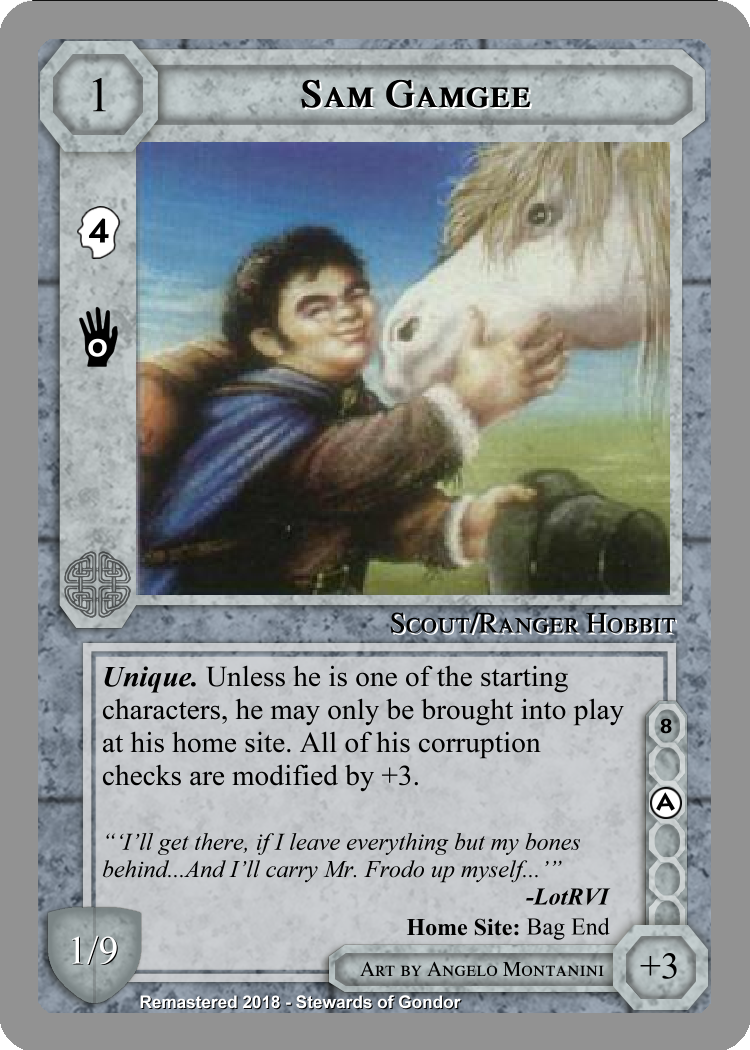 1
Sam Gamgee
4
Scout/Ranger Hobbit
Unique. Unless he is one of the starting
characters, he may only be brought into play
at his home site. All of his corruption
checks are modified by +3.
8
A
“‘I’ll get there, if I leave everything but my bones
behind...And I’ll carry Mr. Frodo up myself...’”
-LotRVI
Home Site: Bag End
1/9
Art by Angelo Montanini
+3
Remastered 2018 - Stewards of Gondor